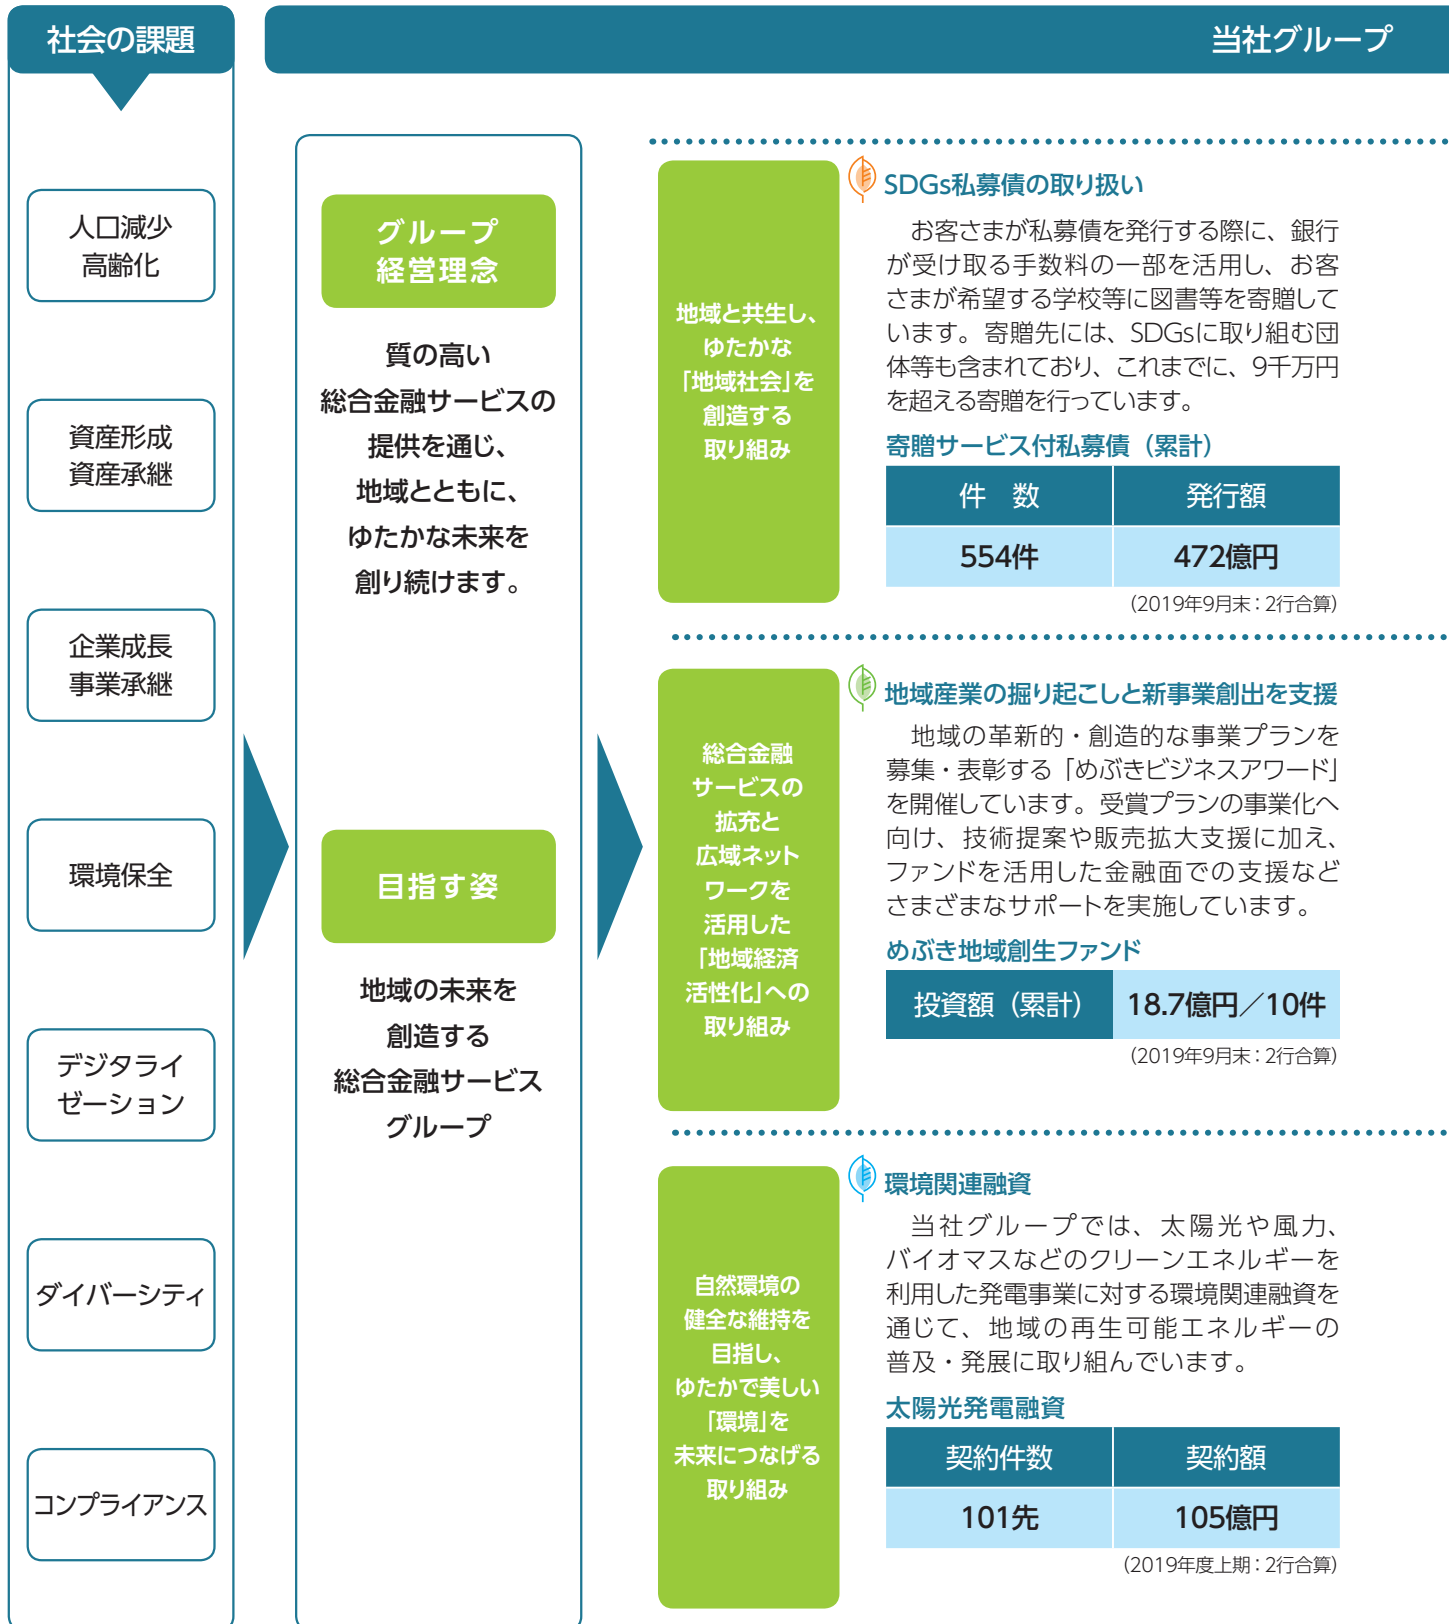 社会の課題
当社グループ
人口減少
高齢化
資産形成
資産承継
企業成長
事業承継
環境保全
デジタライ
ゼーション
ダイバーシティ
コンプライアンス
グループ
経営理念
質の高い
総合金融サービスの
提供を通じ、
地域とともに、
ゆたかな未来を
創り続けます。
目指す姿
地域の未来を
創造する
総合金融サービス
グループ
地域と共生し、
ゆたかな
「地域社会」を
創造する
取り組み
SDGs私募債の取り扱い
お客さまが私募債を発行する際に、銀行
が受け取る手数料の一部を活用し、お客
さまが希望する学校等に図書等を寄贈して
います。寄贈先には、SDGsに取り組む団
体等も含まれており、これまでに、9千万円
を超える寄贈を行っています。
寄贈サービス付私募債（累計）
件　数 発行額
554件 472億円
（2019年9月末：2行合算）
総合金融
サービスの
拡充と
広域ネット
ワークを
活用した
「地域経済
活性化」への
取り組み
地域産業の掘り起こしと新事業創出を支援
地域の革新的・創造的な事業プランを
募集・表彰する「めぶきビジネスアワード」
を開催しています。受賞プランの事業化へ
向け、技術提案や販売拡大支援に加え、
ファンドを活用した金融面での支援など
さまざまなサポートを実施しています。
めぶき地域創生ファンド
投資額（累計） 18.7億円／10件
（2019年9月末：2行合算）
自然環境の
健全な維持を
目指し、
ゆたかで美しい
「環境」を
未来につなげる
取り組み
環境関連融資
当社グループでは、太陽光や風力、
バイオマスなどのクリーンエネルギーを
利用した発電事業に対する環境関連融資を
通じて、地域の再生可能エネルギーの
普及・発展に取り組んでいます。
太陽光発電融資
契約件数 契約額
101先 105億円
（2019年度上期：2行合算）